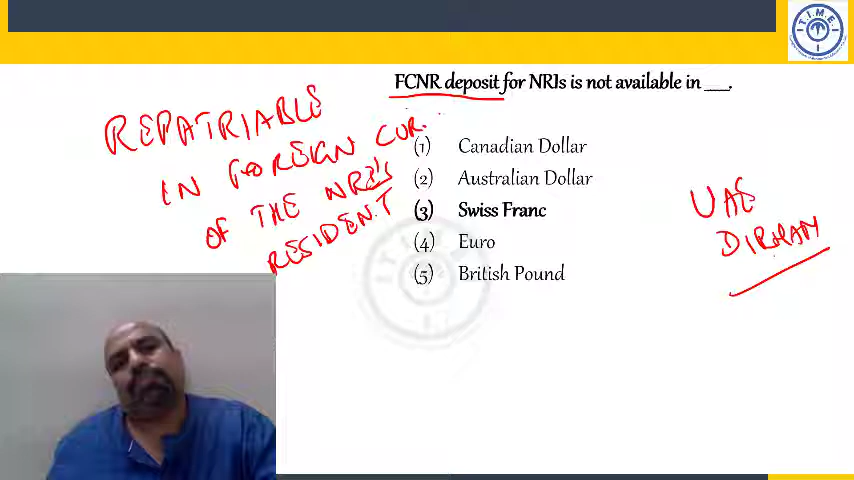 I.T.I.M.E.I
FCNR deposit for NRIs is not available in ___.
(1) Canadian Dollar
(2) Australian Dollar
(3) Swiss Franc
(4) Euro
(5) British Pound
REPATRIABLE
IN FOREIGN CUR.
OF THE NRE'S
RESIDENT
UAE
DIRHAM